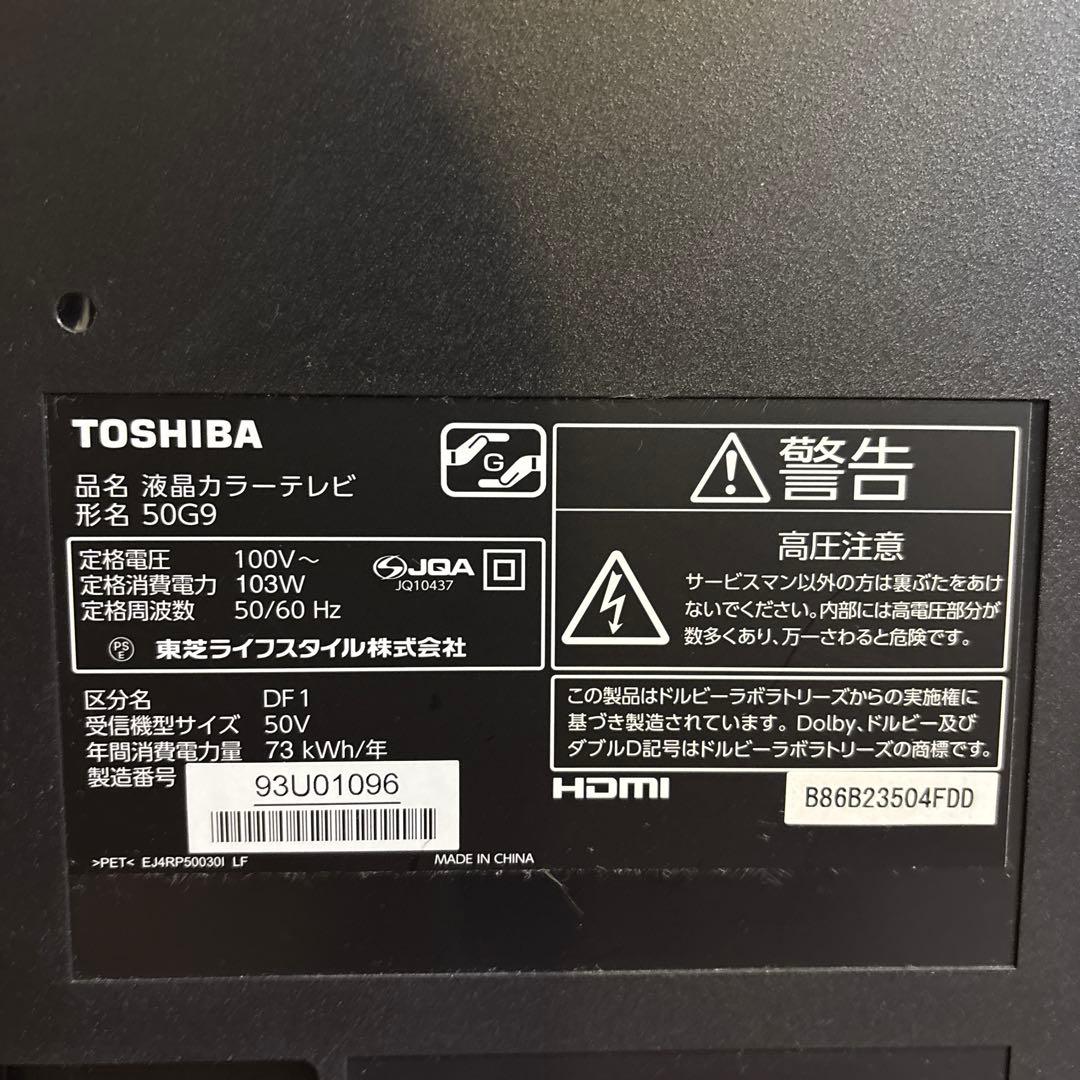 TOSHIBA
品名 液晶カラーテレビ
形名 50G9
G
定格電圧 100V～
定格消費電力 103W
定格周波数 50/60 Hz
JQA
JQ10437
PS
E
東芝ライフスタイル株式会社
区分名 DF1
受信機型サイズ 50V
年間消費電力量 73 kWh/年
製造番号
93U01096
>PET< EJ4RP50030I LF
MADE IN CHINA
警告
高圧注意
サービスマン以外の方は裏ぶたをあけ
ないでください。内部には高電圧部分が
数多くあり、万一さわると危険です。
この製品はドルビーラボラトリーズからの実施権に
基づき製造されています。Dolby、ドルビー及び
ダブルD記号はドルビーラボラトリーズの商標です。
HDMI
B86B23504FDD